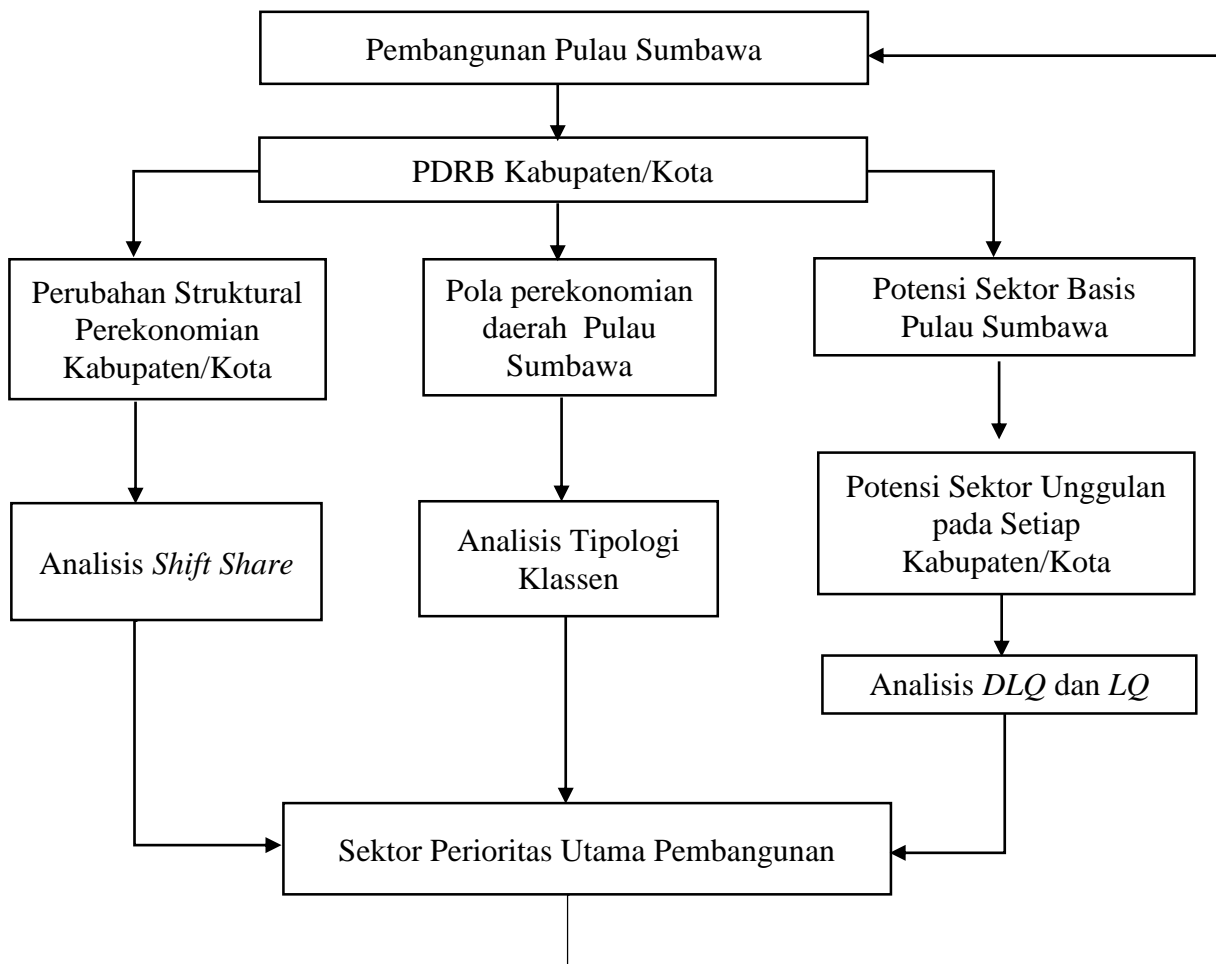 Pembangunan Pulau Sumbawa
PDRB Kabupaten/Kota
Perubahan Struktural
Perekonomian
Kabupaten/Kota
Pola perekonomian
daerah Pulau
Sumbawa
Potensi Sektor Basis
Pulau Sumbawa
Analisis Shift Share
Analisis Tipologi
Klassen
Potensi Sektor Unggulan
pada Setiap
Kabupaten/Kota
Analisis DLQ dan LQ
Sektor Perioritas Utama Pembangunan